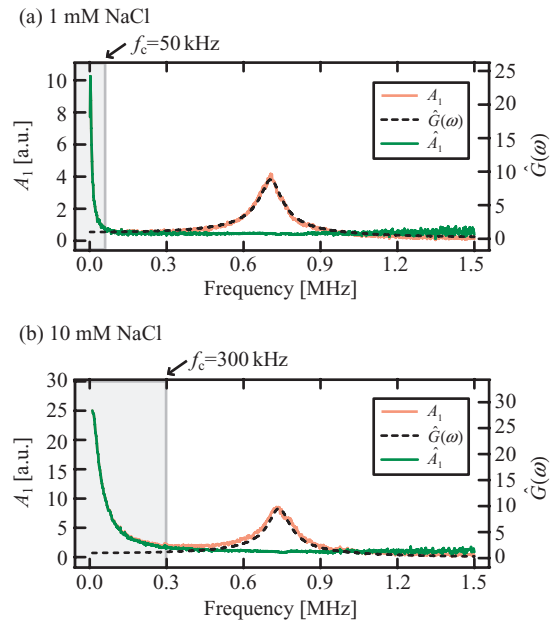 (a) 1 mM NaCl
f_c=50 kHz
10
8
6
4
2
0
A₁ [a.u.]
25
20
15
10
5
0
Ĝ(ω)
A₁
Ĝ(ω)
Â₁
0.0 0.3 0.6 0.9 1.2 1.5
Frequency [MHz]
(b) 10 mM NaCl
f_c=300 kHz
30
25
20
15
10
5
0
A₁ [a.u.]
30
25
20
15
10
5
0
Ĝ(ω)
A₁
Ĝ(ω)
Â₁
0.0 0.3 0.6 0.9 1.2 1.5
Frequency [MHz]